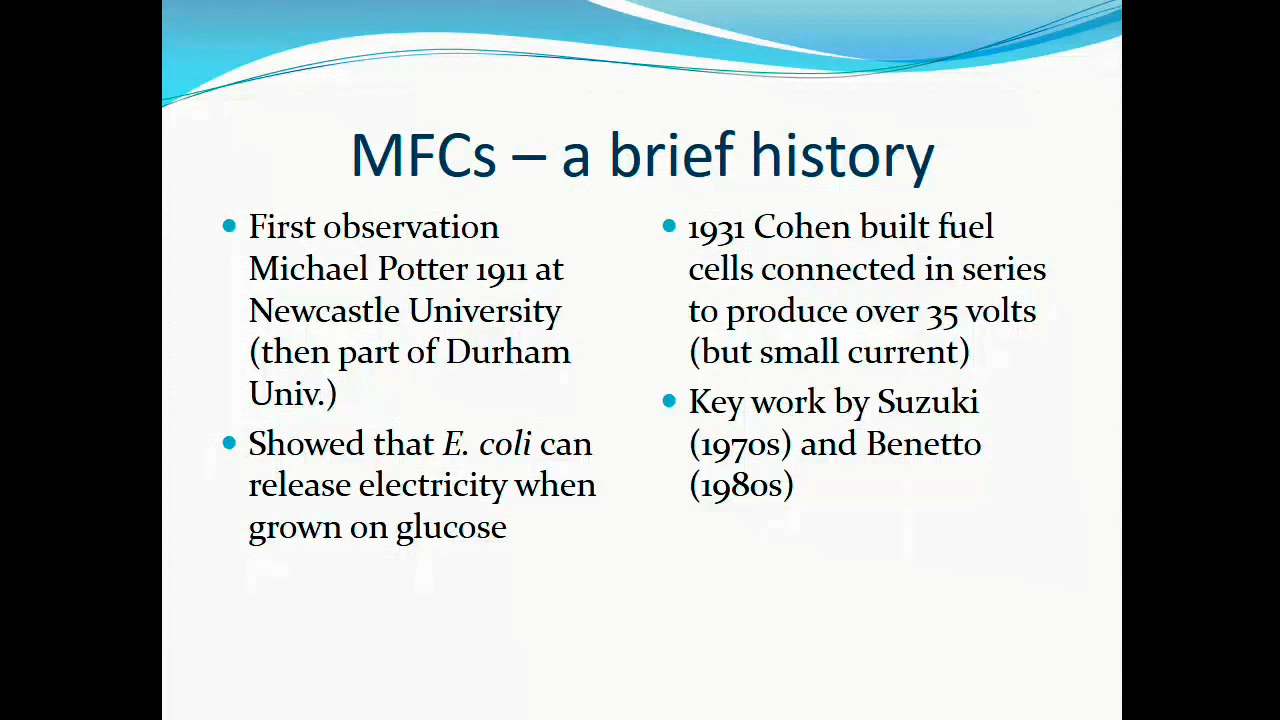 MFCs – a brief history
• First observation
Michael Potter 1911 at
Newcastle University
(then part of Durham
Univ.)
• Showed that E. coli can
release electricity when
grown on glucose
• 1931 Cohen built fuel
cells connected in series
to produce over 35 volts
(but small current)
• Key work by Suzuki
(1970s) and Benetto
(1980s)